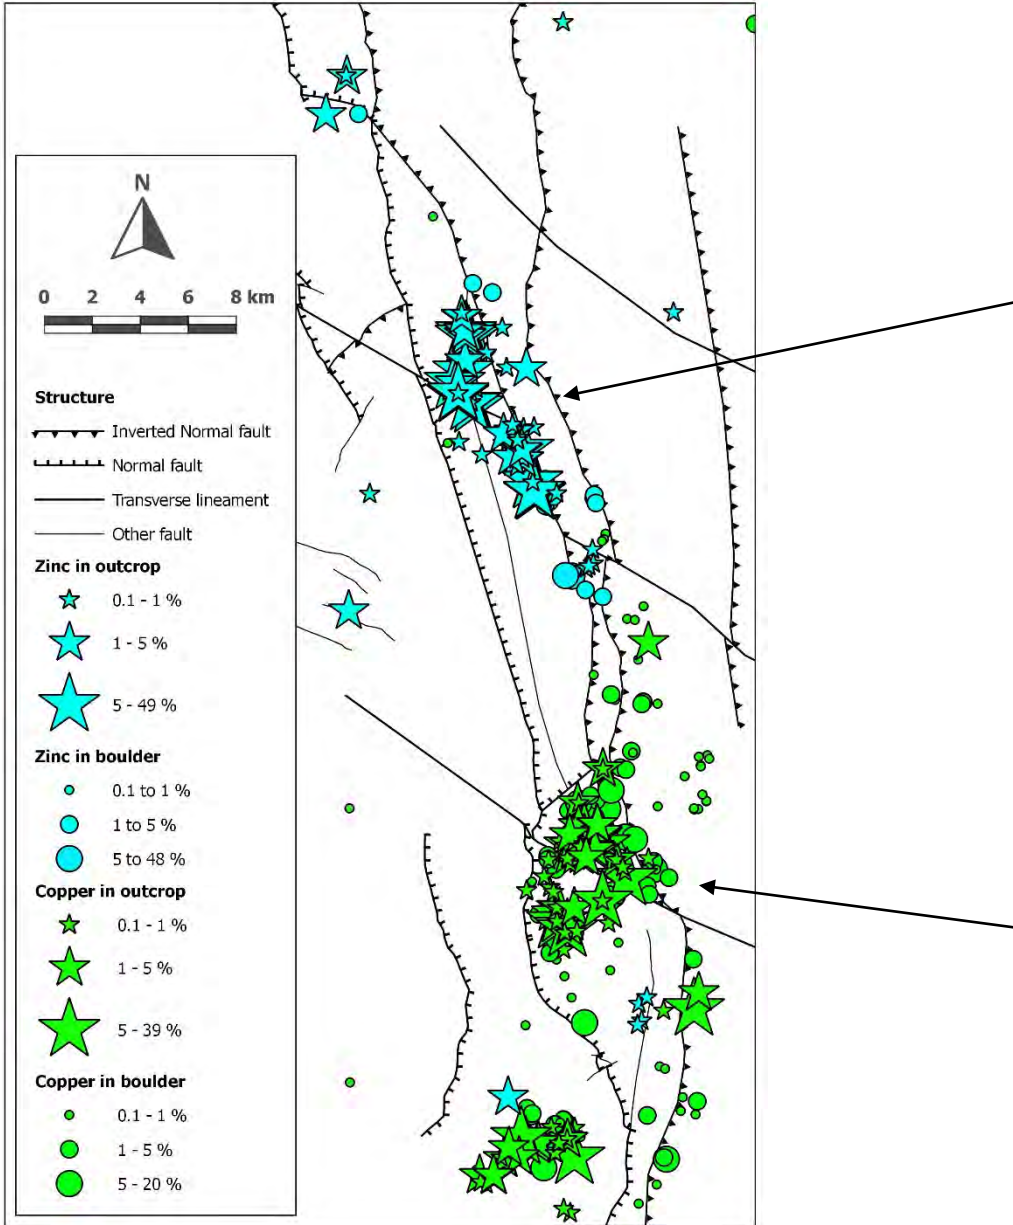 N
0 2 4 6 8 km
Structure
Inverted Normal fault
Normal fault
Transverse lineament
Other fault
Zinc in outcrop
0.1 - 1 %
1 - 5 %
5 - 49 %
Zinc in boulder
0.1 to 1 %
1 to 5 %
5 to 48 %
Copper in outcrop
0.1 - 1 %
1 - 5 %
5 - 39 %
Copper in boulder
0.1 - 1 %
1 - 5 %
5 - 20 %